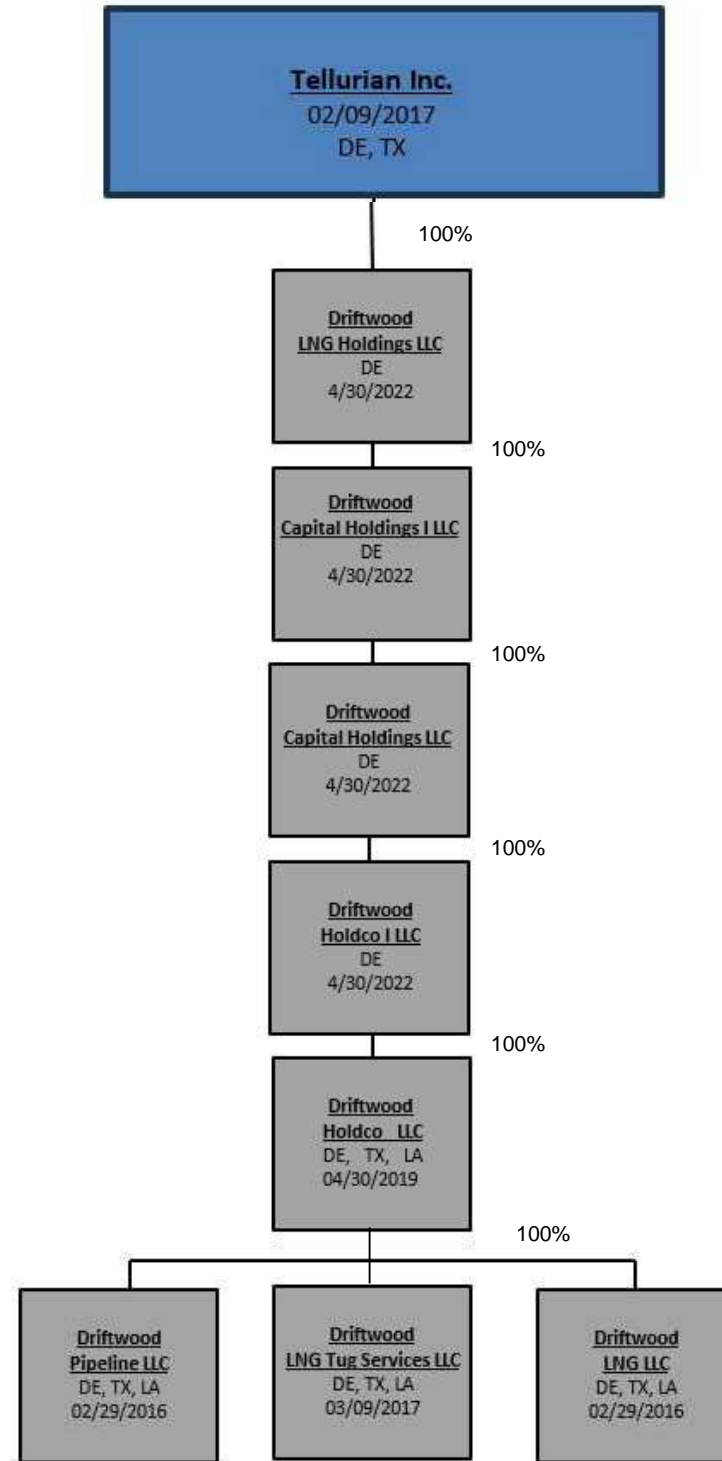 Tellurian Inc.
02/09/2017
DE, TX
100%
Driftwood
LNG Holdings LLC
DE
4/30/2022
100%
Driftwood
Capital Holdings I LLC
DE
4/30/2022
100%
Driftwood
Capital Holdings LLC
DE
4/30/2022
100%
Driftwood
Holdco I LLC
DE
4/30/2022
100%
Driftwood
Holdco LLC
DE, TX, LA
04/30/2019
100%
Driftwood
Pipeline LLC
DE, TX, LA
02/29/2016
Driftwood
LNG Tug Services LLC
DE, TX, LA
03/09/2017
Driftwood
LNG LLC
DE, TX, LA
02/29/2016